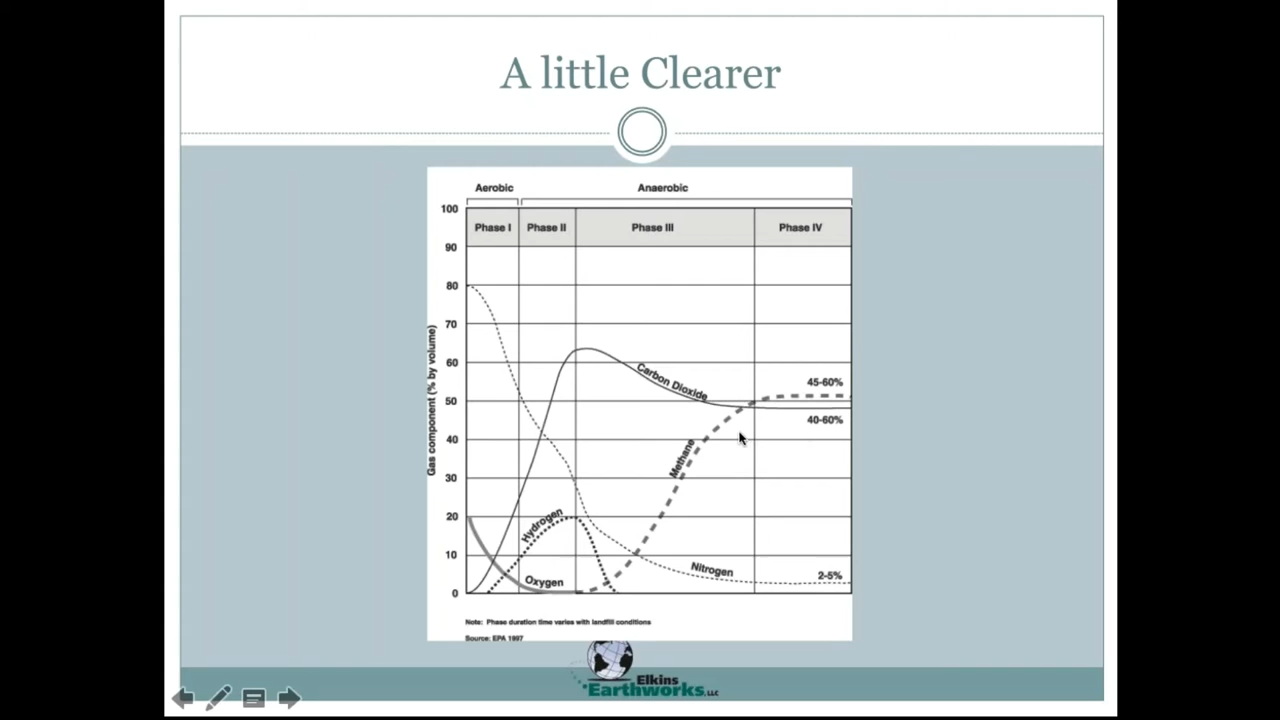 A little Clearer
Aerobic
Anaerobic
Phase I
Phase II
Phase III
Phase IV
Gas component (% by volume)
100
90
80
70
60
50
40
30
20
10
0
Carbon Dioxide
Methane
Hydrogen
Oxygen
Nitrogen
45-60%
40-60%
2-5%
Note: Phase duration time varies with landfill conditions
Source: EPA 1997
Elkins
Earthworks, LLC